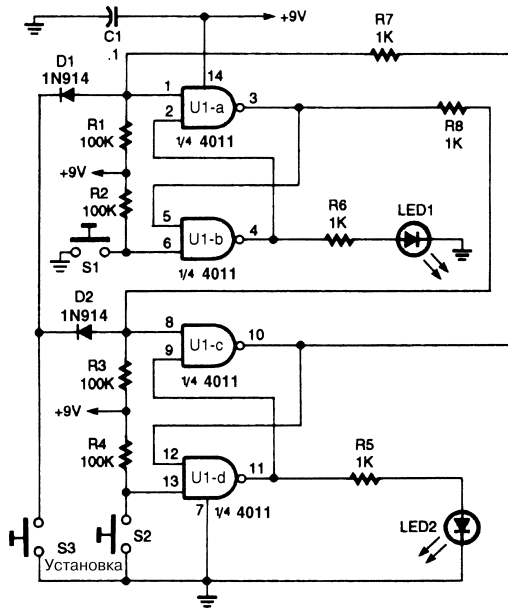 C1
.1
+9V
R7
1K
D1
1N914
14
1
2
3
U1-a
1/4 4011
R1
100K
R8
1K
+9V
R2
100K
5
6
4
U1-b
1/4 4011
R6
1K
LED1
S1
D2
1N914
8
9
10
U1-c
1/4 4011
R3
100K
+9V
R4
100K
12
13
11
7
U1-d
1/4 4011
R5
1K
LED2
S3
Установка
S2